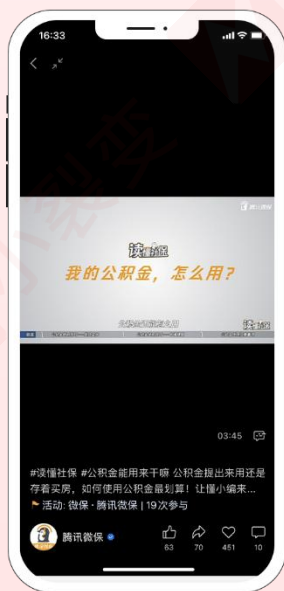 16:33
读懂社保
我的公积金，怎么用？
03:45
#读懂社保 #公积金能用来干嘛 公积金提出来用还是
存着买房，如何使用公积金最划算！让懂小编来...
活动: 微保·腾讯微保 | 19次参与
腾讯微保
63
70
451
10